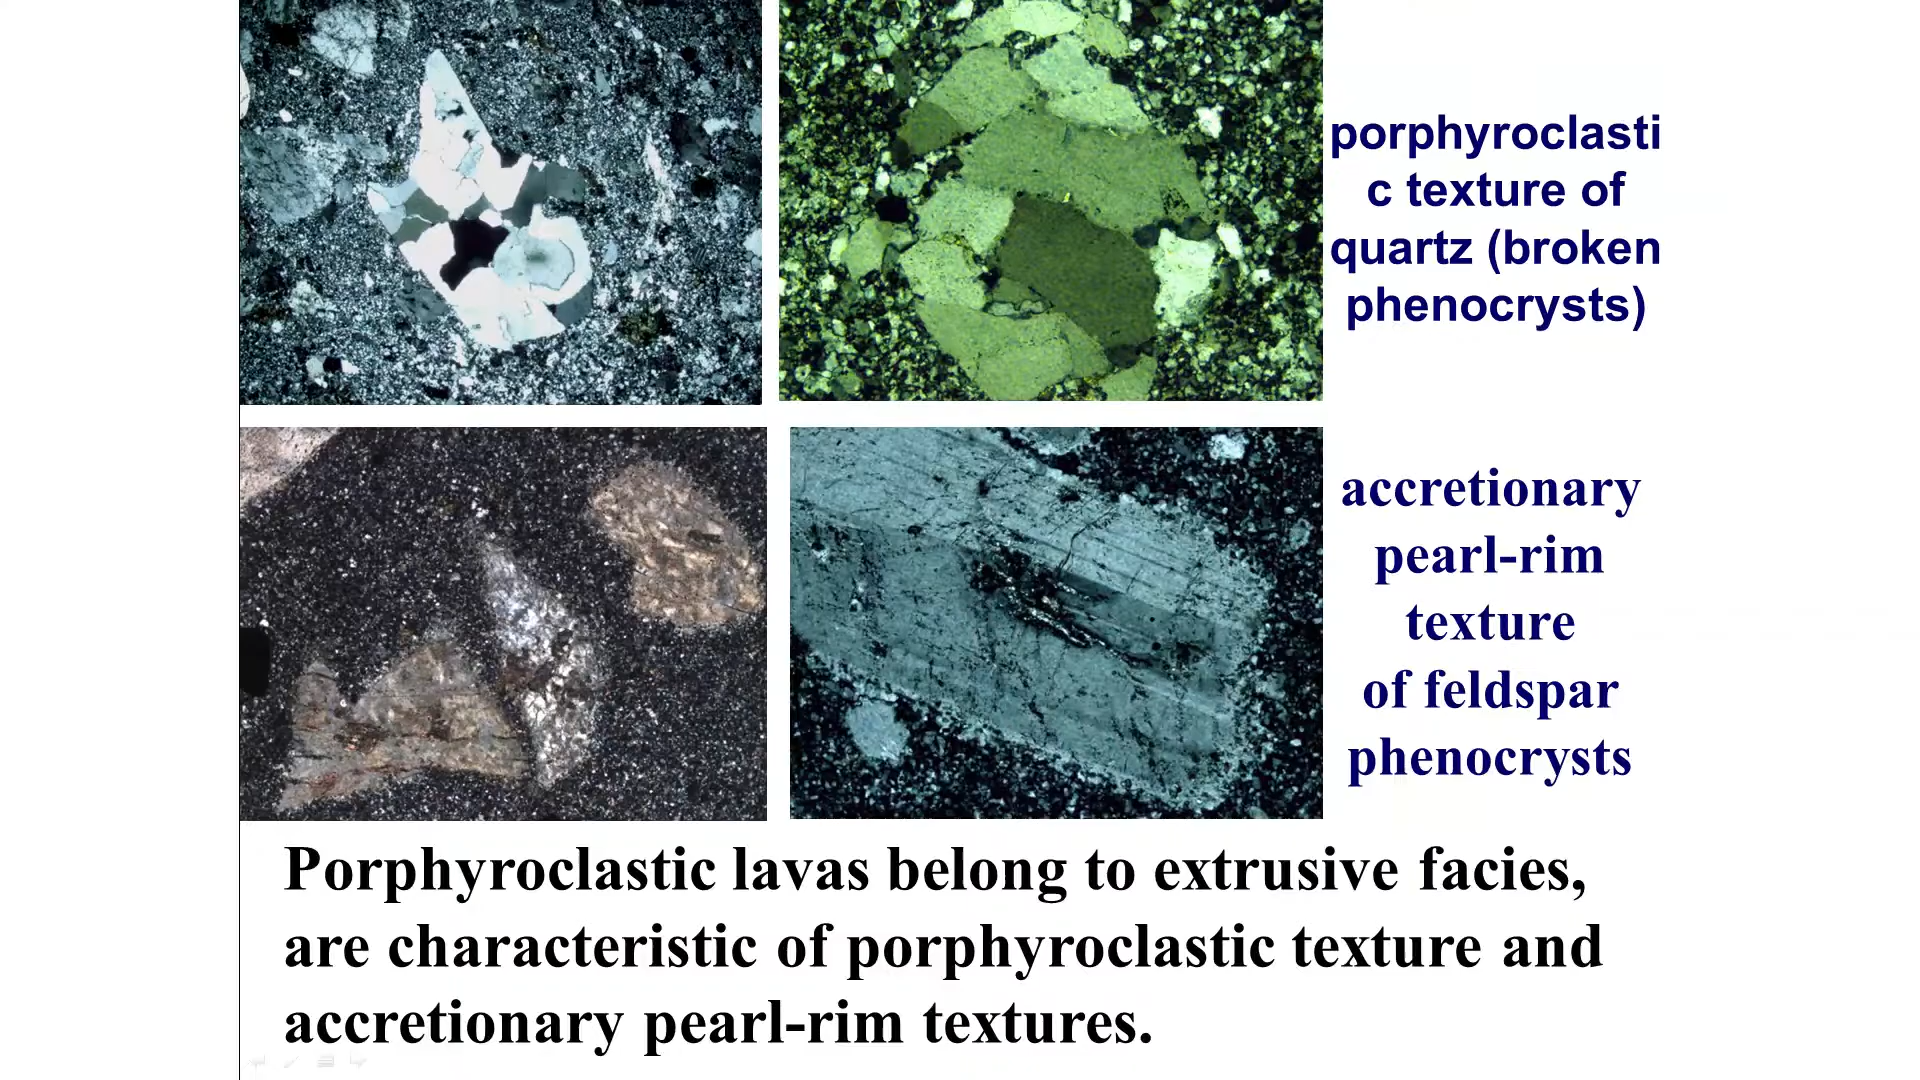 porphyroclasti
c texture of
quartz (broken
phenocrysts)
accretionary
pearl-rim
texture
of feldspar
phenocrysts
Porphyroclastic lavas belong to extrusive facies,
are characteristic of porphyroclastic texture and
accretionary pearl-rim textures.